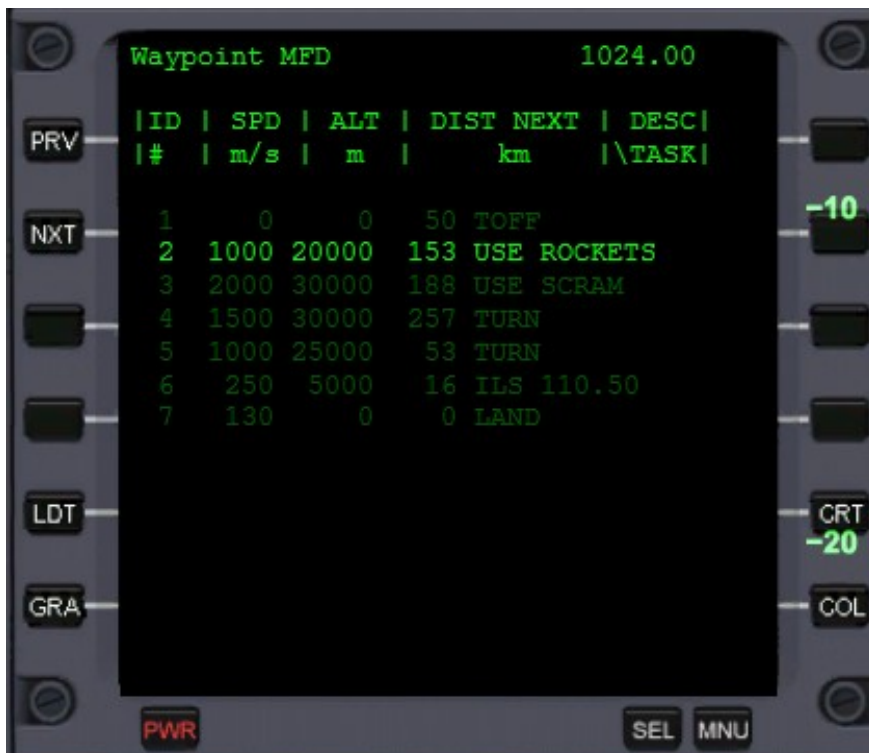 Waypoint MFD 1024.00
|ID | SPD | ALT | DIST NEXT | DESC|
|# | m/s | m | km |\TASK|
PRV
1 0 0 50 TOFF
-10
NXT
2 1000 20000 153 USE ROCKETS
3 2000 30000 188 USE SCRAM
4 1500 30000 257 TURN
5 1000 25000 53 TURN
6 250 5000 16 ILS 110.50
7 130 0 0 LAND
LDT
CRT
-20
GRA
COL
PWR
SEL
MNU